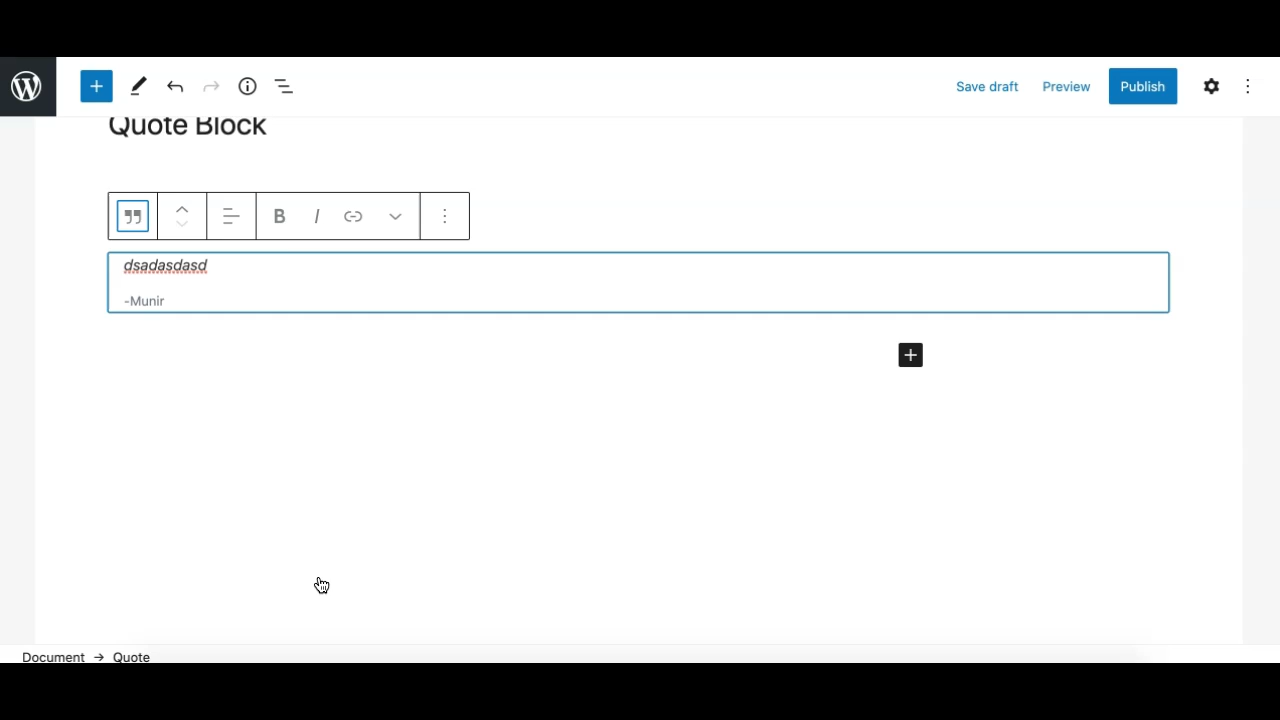 Save draft Preview Publish
Quote Block
B I
dsadasdasd
-Munir
Document → Quote